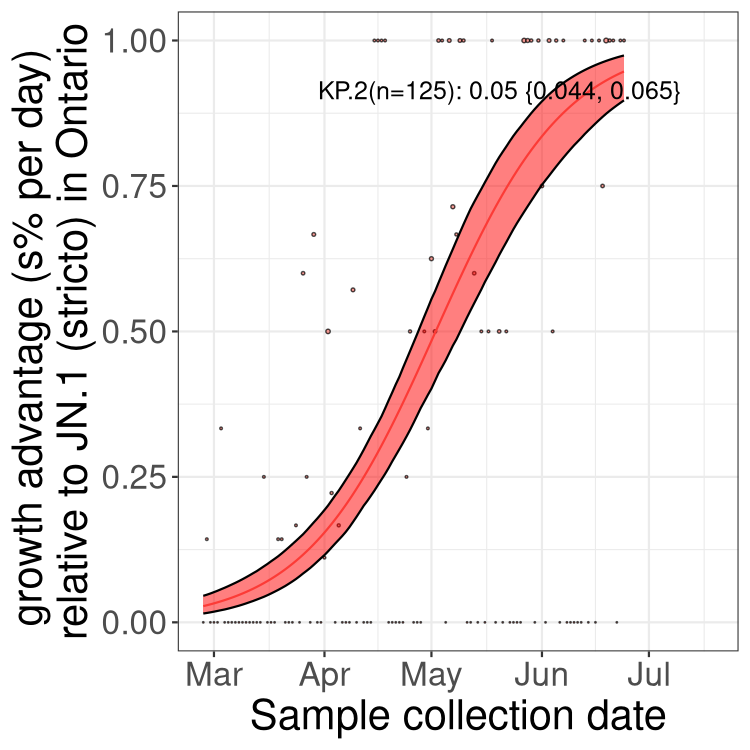 growth advantage (s% per day)
relative to JN.1 (stricto) in Ontario
1.00
0.75
0.50
0.25
0.00
KP.2(n=125): 0.05 {0.044, 0.065}
Mar Apr May Jun Jul
Sample collection date